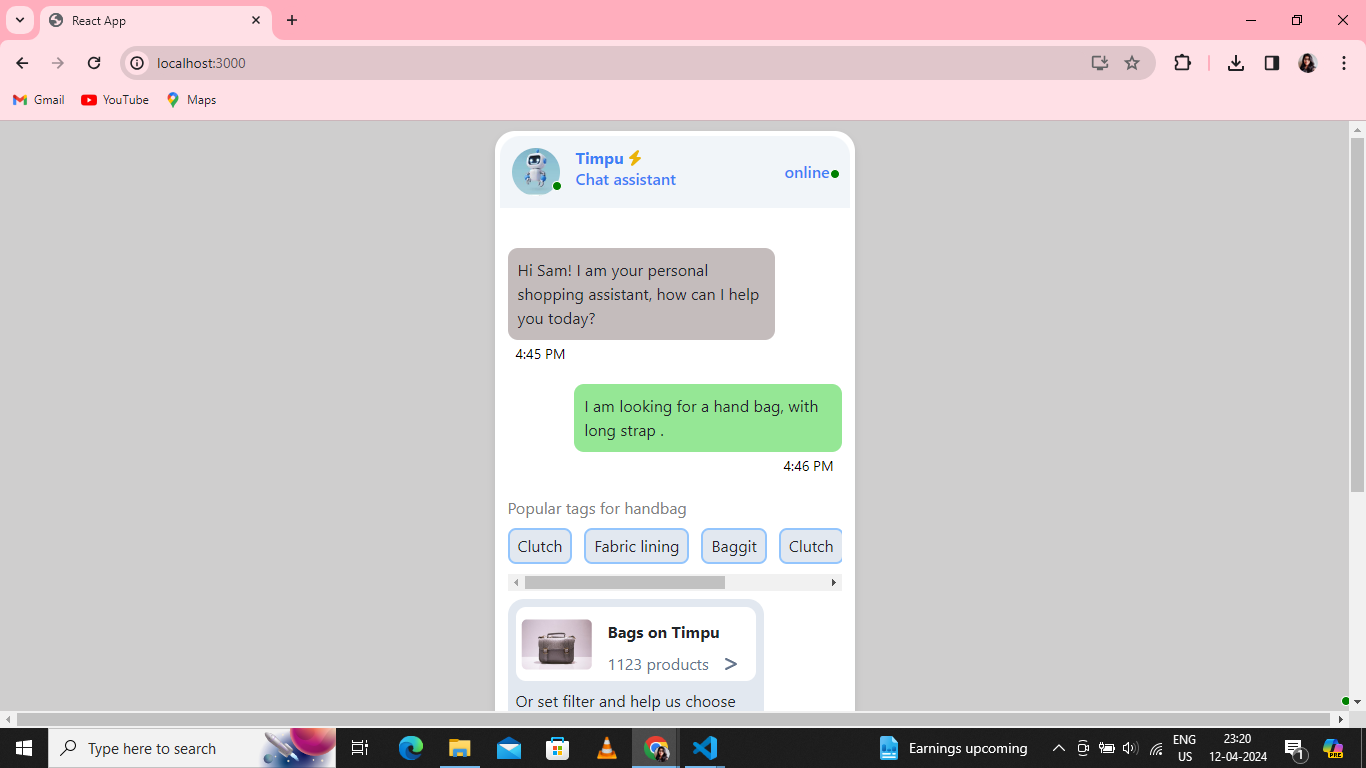 React App
localhost:3000
Gmail
YouTube
Maps
Timpu
Chat assistant
online
Hi Sam! I am your personal
shopping assistant, how can I help
you today?
4:45 PM
I am looking for a hand bag, with
long strap .
4:46 PM
Popular tags for handbag
Clutch
Fabric lining
Baggit
Clutch
Bags on Timpu
1123 products >
Or set filter and help us choose
Type here to search
Earnings upcoming
ENG
US
23:20
12-04-2024
1
PRE